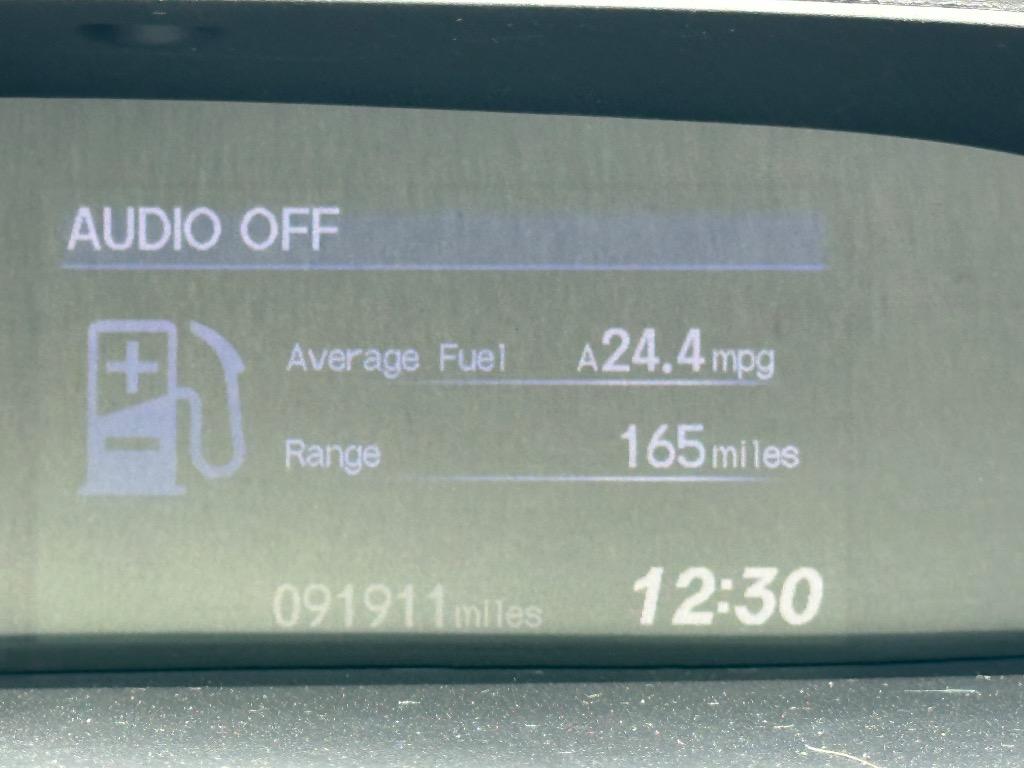 AUDIO OFF
Average Fuel A24.4mpg
Range 165miles
091911miles 12:30